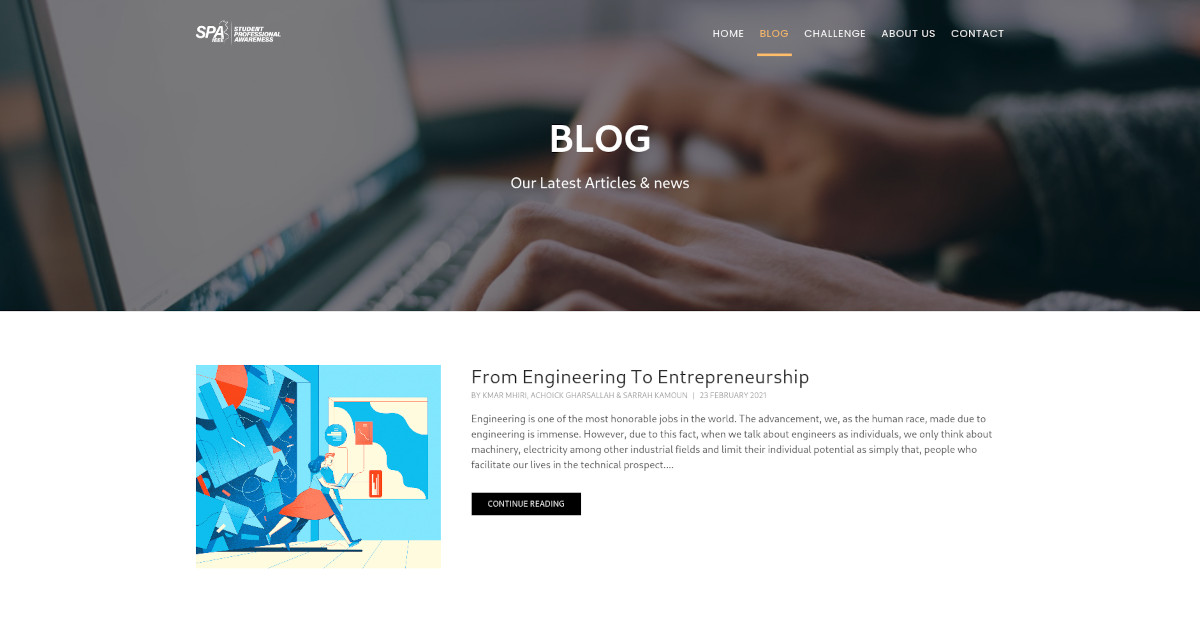 SPA
STUDENT
PROFESSIONAL
AWARENESS
IEEE
HOME BLOG CHALLENGE ABOUT US CONTACT
BLOG
Our Latest Articles & news
From Engineering To Entrepreneurship
BY KMAR MHIRI, ACHOICK GHARSALLAH & SARRAH KAMOUN | 23 FEBRUARY 2021
Engineering is one of the most honorable jobs in the world. The advancement, we, as the human race, made due to
engineering is immense. However, due to this fact, when we talk about engineers as individuals, we only think about
machinery, electricity among other industrial fields and limit their individual potential as simply that, people who
facilitate our lives in the technical prospect....
CONTINUE READING